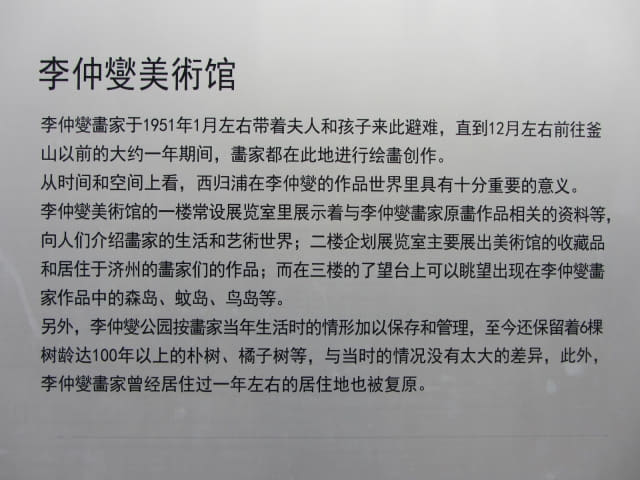 李仲燮美術馆
李仲燮畵家于1951年1月左右带着夫人和孩子来此避难，直到12月左右前往釜
山以前的大约一年期间，畵家都在此地进行绘畵创作。
从时间和空间上看，西归浦在李仲燮的作品世界里具有十分重要的意义。
李仲燮美術馆的一楼常设展览室里展示着与李仲燮畵家原畵作品相关的资料等，
向人们介绍畵家的生活和艺術世界；二楼企划展览室主要展出美術馆的收藏品
和居住于济州的畵家们的作品；而在三楼的了望台上可以眺望出现在李仲燮畵
家作品中的森岛、蚊岛、鸟岛等。
另外，李仲燮公园按畵家当年生活时的情形加以保存和管理，至今还保留着6棵
树龄达100年以上的朴树、橘子树等，与当时的情况没有太大的差异，此外，
李仲燮畵家曾经居住过一年左右的居住地也被复原。